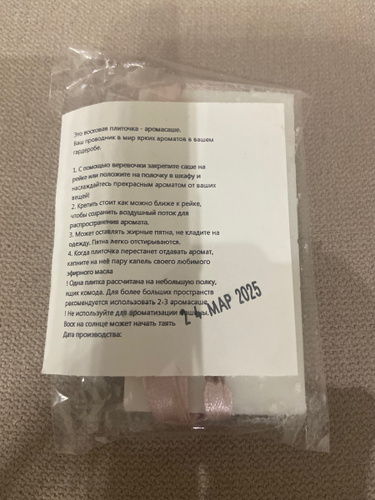 Это восковая плиточка - аромасаше.
Ваш проводник в мир ярких ароматов в вашем
гардеробе.
1. С помощью веревочки закрепите саше на
рейке или положите на полочку в шкафу и
наслаждайтесь прекрасным ароматом от ваших
вещей!
2. Крепить стоит как можно ближе к рейке,
чтобы сохранить воздушный поток для
распространения аромата.
3. Может оставлять жирные пятна, не кладите на
одежду. Пятна легко отстирываются.
4. Когда плиточка перестанет отдавать аромат,
капните на неё пару капель своего любимого
эфирного масла
! Одна плитка рассчитана на небольшую полку,
ящик комода. Для более больших пространств
рекомендуется использовать 2-3 аромасаше.
! Не используйте для ароматизации машины.
Воск на солнце может начать таять
Дата производства:
24 МАР 2025